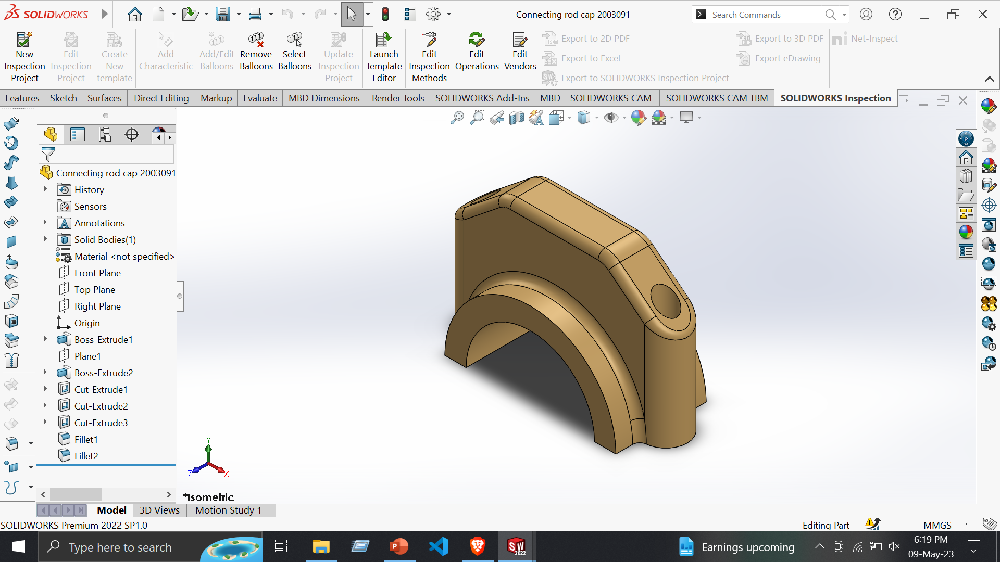 SOLIDWORKS
Connecting rod cap 2003091
Search Commands
New Inspection Project
Edit Inspection Project
Create New template
Add Characteristic
Add/Edit Balloons
Remove Balloons
Select Balloons
Update Inspection Project
Launch Template Editor
Edit Inspection Methods
Edit Operations
Edit Vendors
Export to 2D PDF
Export to Excel
Export to SOLIDWORKS Inspection Project
Export to 3D PDF
Export eDrawing
Net-Inspect
Features
Sketch
Surfaces
Direct Editing
Markup
Evaluate
MBD Dimensions
Render Tools
SOLIDWORKS Add-Ins
MBD
SOLIDWORKS CAM
SOLIDWORKS CAM TBM
SOLIDWORKS Inspection
Connecting rod cap 2003091
History
Sensors
Annotations
Solid Bodies(1)
Material <not specified>
Front Plane
Top Plane
Right Plane
Origin
Boss-Extrude1
Plane1
Boss-Extrude2
Cut-Extrude1
Cut-Extrude2
Cut-Extrude3
Fillet1
Fillet2
Y
Z
X
*Isometric
Model
3D Views
Motion Study 1
SOLIDWORKS Premium 2022 SP1.0
Editing Part
MMGS
Type here to search
SW 2022
Earnings upcoming
6:19 PM
09-May-23